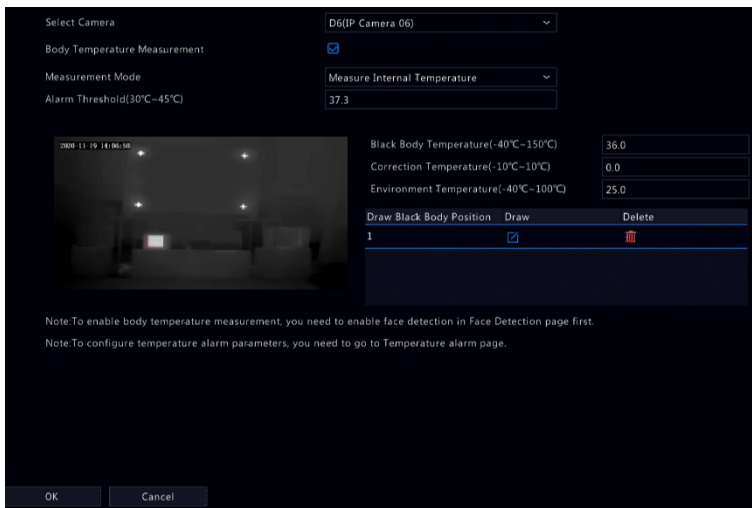 Select Camera D6(IP Camera 06)
Body Temperature Measurement
Measurement Mode Measure Internal Temperature
Alarm Threshold(30℃~45℃) 37.3
2020-11-19 14:06:50
Black Body Temperature(-40℃~150℃) 36.0
Correction Temperature(-10℃~10℃) 0.0
Environment Temperature(-40℃~100℃) 25.0
Draw Black Body Position Draw Delete
1
Note:To enable body temperature measurement, you need to enable face detection in Face Detection page first.
Note:To configure temperature alarm parameters, you need to go to Temperature alarm page.
OK Cancel